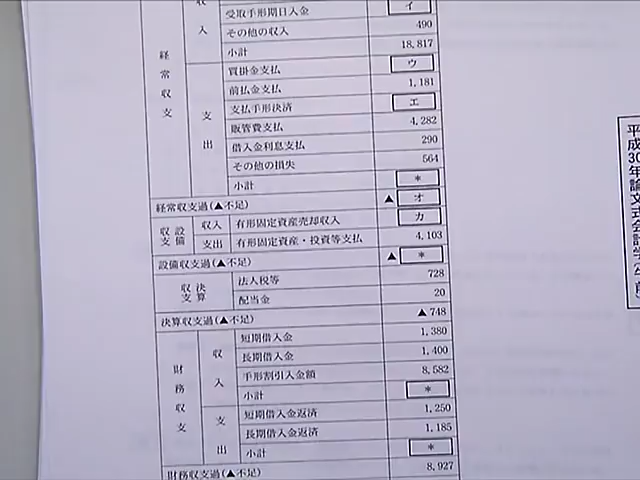 収 受取手形期日入金 イ
入 その他の収入 490
小計 18,817
経常収支
支出
買掛金支払 ウ
前払金支払 1,181
支払手形決済 エ
販管費支払 4,282
借入金利息支払 290
その他の損失 564
小計 *
経常収支過(▲不足) ▲ オ
設備収支 収入 有形固定資産売却収入 カ
支出 有形固定資産・投資等支払 4,103
設備収支過(▲不足) ▲ *
決算収支 法人税等 728
配当金 20
決算収支過(▲不足) ▲748
財務収支
収入
短期借入金 1,380
長期借入金 1,400
手形割引入金額 8,582
小計 *
支出
短期借入金返済 1,250
長期借入金返済 1,185
小計 *
財務収支過(▲不足) 8,927
平成30年論文式会計学(午前)